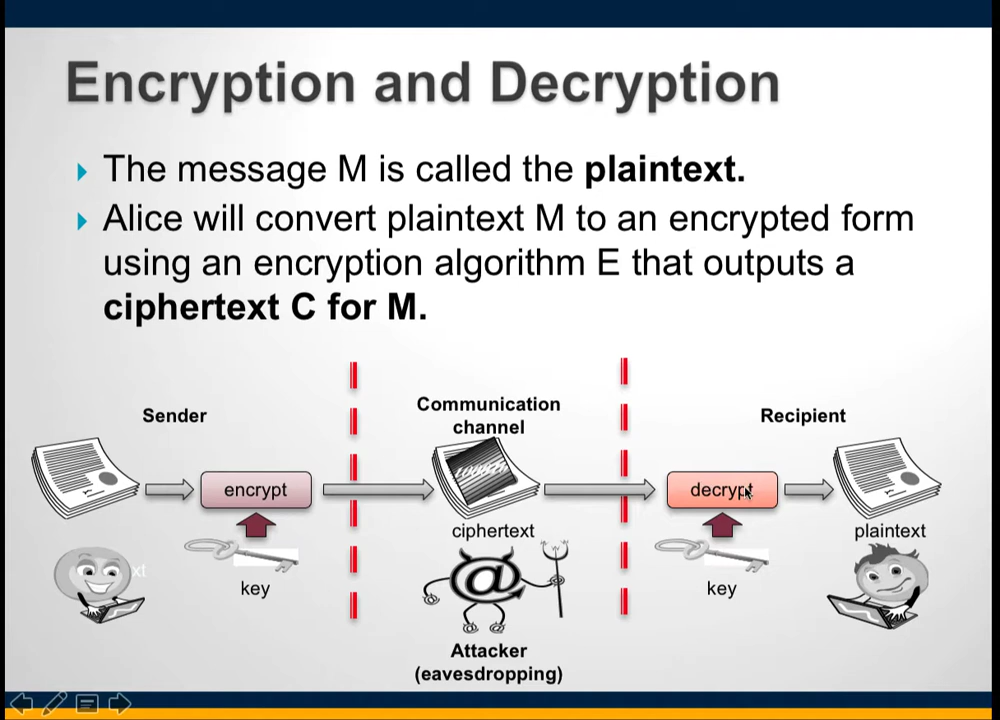 Encryption and Decryption
The message M is called the plaintext.
Alice will convert plaintext M to an encrypted form
using an encryption algorithm E that outputs a
ciphertext C for M.
Sender
Communication
channel
Recipient
encrypt
decrypt
ciphertext
plaintext
@
key
key
Attacker
(eavesdropping)